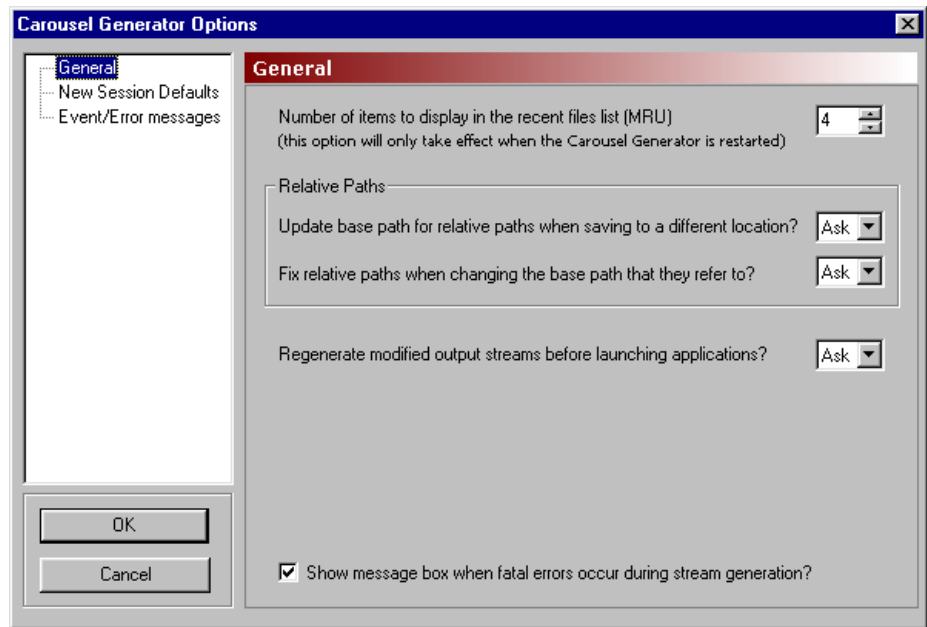 Carousel Generator Options
General
New Session Defaults
Event/Error messages
OK
Cancel
General
Number of items to display in the recent files list (MRU)
(this option will only take effect when the Carousel Generator is restarted)
4
Relative Paths
Update base path for relative paths when saving to a different location?
Ask
Fix relative paths when changing the base path that they refer to?
Ask
Regenerate modified output streams before launching applications?
Ask
Show message box when fatal errors occur during stream generation?